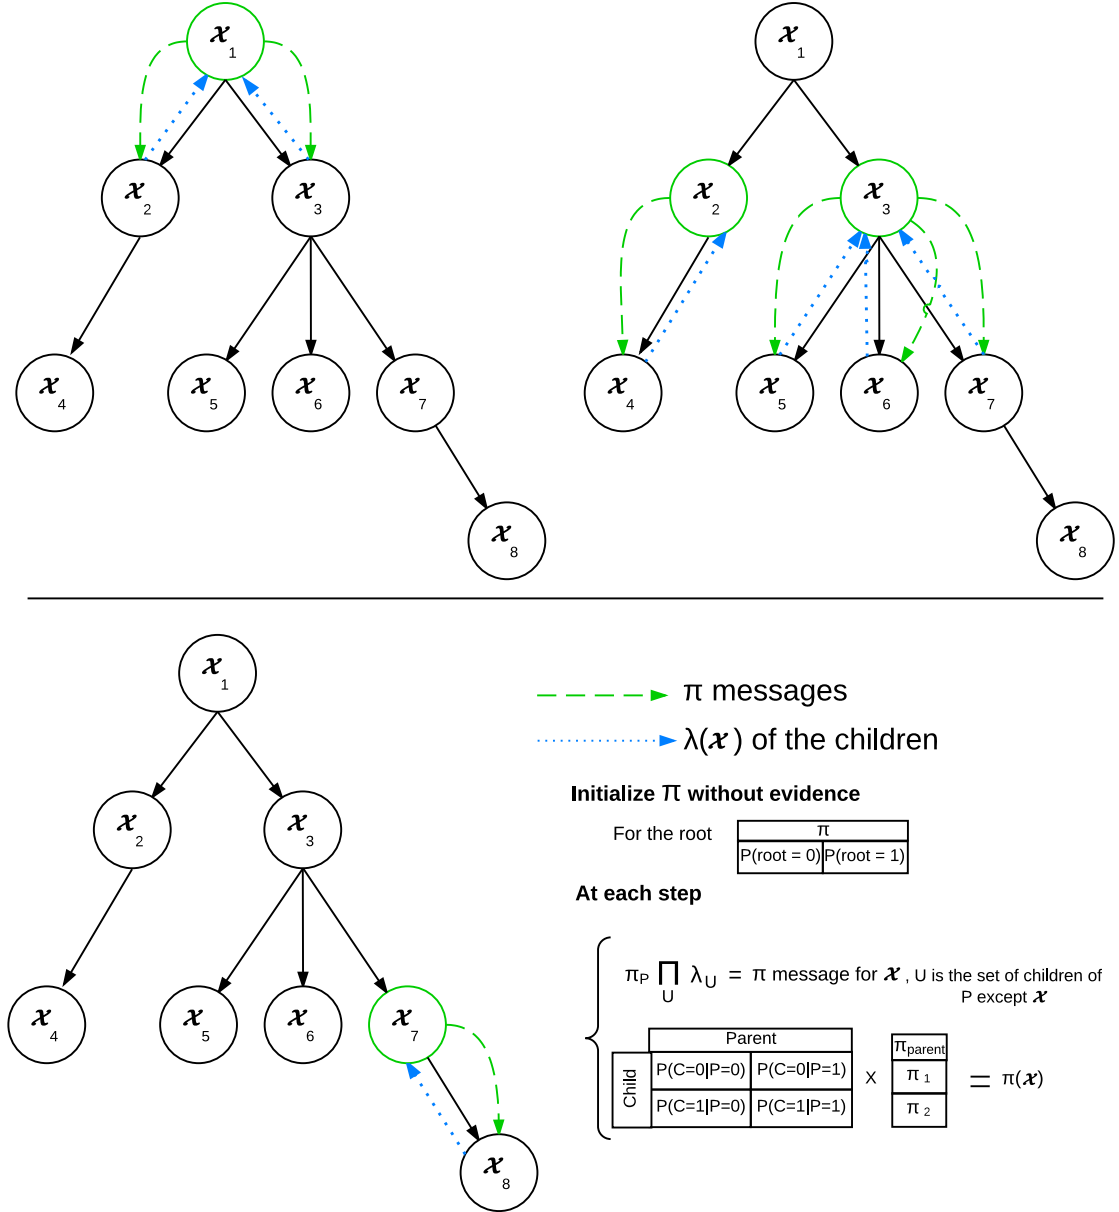 𝓍1
𝓍1
𝓍2
𝓍3
𝓍2
𝓍3
𝓍4
𝓍5
𝓍6
𝓍7
𝓍4
𝓍5
𝓍6
𝓍7
𝓍8
𝓍8
𝓍1
𝓍2
𝓍3
𝓍4
𝓍5
𝓍6
𝓍7
𝓍8
π messages
λ(𝓍) of the children
Initialize π without evidence
For the root
π
P(root = 0) P(root = 1)
At each step
πP ∏U λU = π message for 𝓍 , U is the set of children of
P except 𝓍
Parent
Child
P(C=0|P=0) P(C=0|P=1)
P(C=1|P=0) P(C=1|P=1)
X
πparent
π 1
π 2
= π(𝓍)